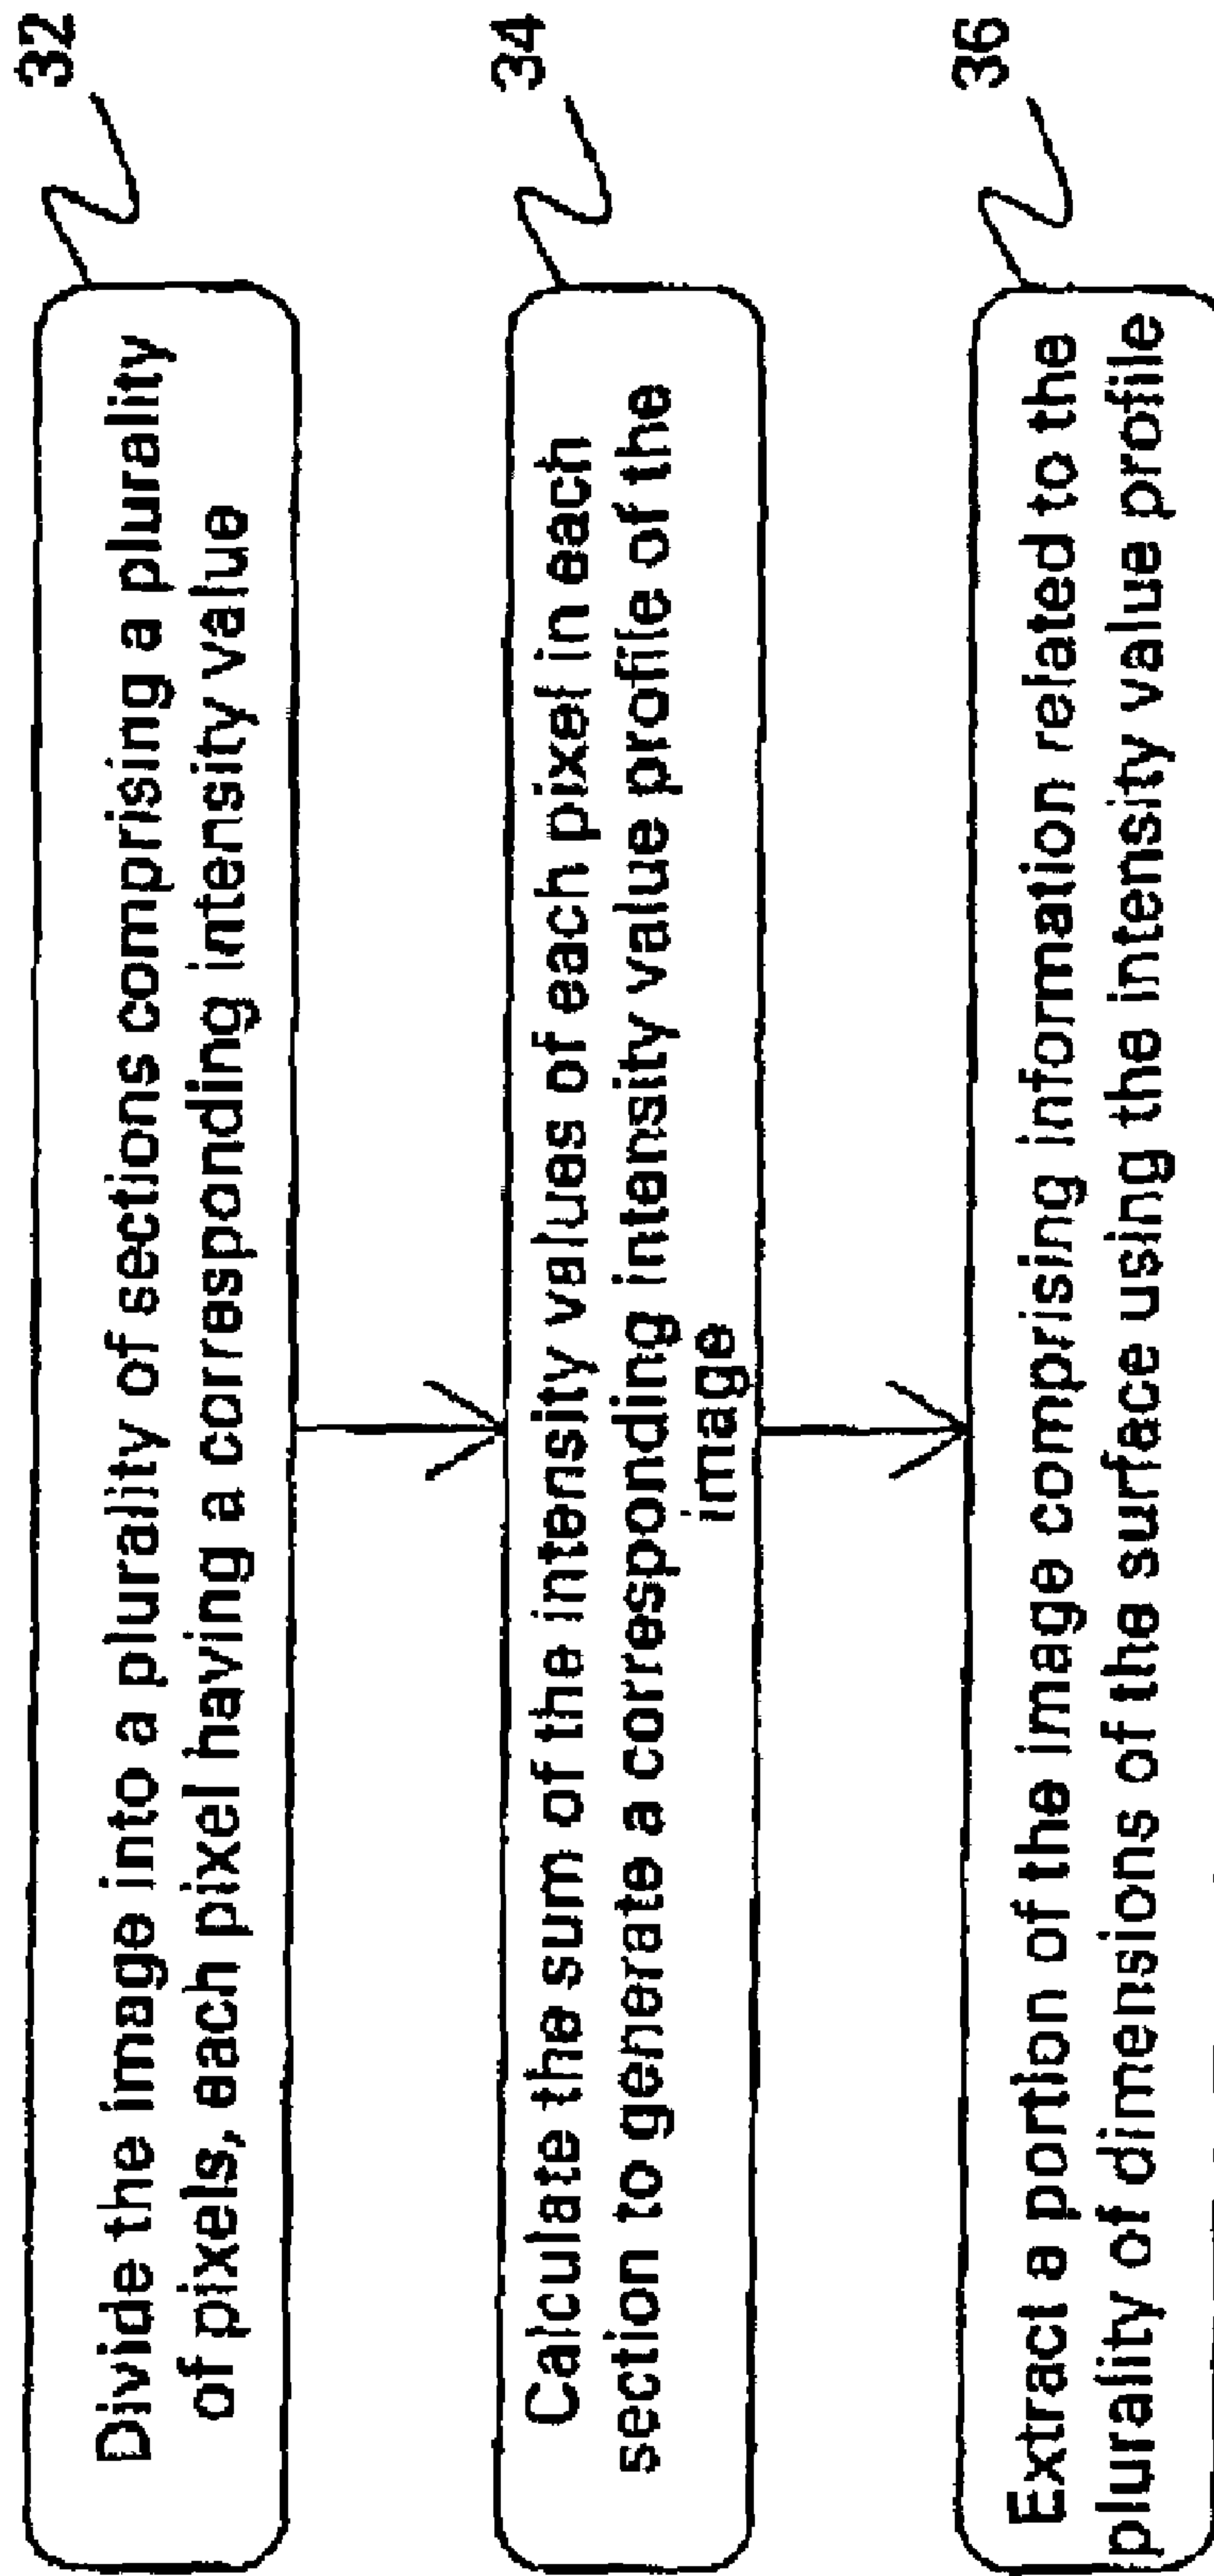 Divide the image into a plurality of sections comprising a plurality
of pixels, each pixel having a corresponding intensity value
32
Calculate the sum of the intensity values of each pixel in each
section to generate a corresponding intensity value profile of the
image
34
Extract a portion of the image comprising information related to the
plurality of dimensions of the surface using the intensity value profile
36